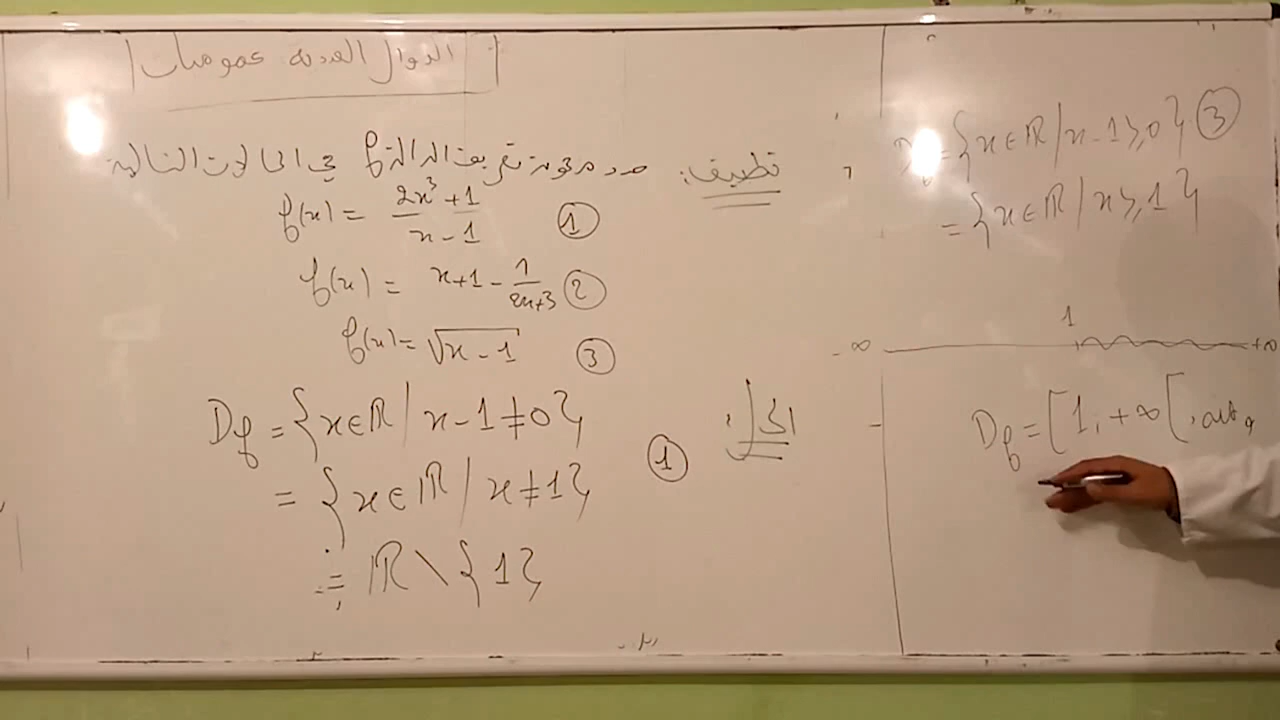 الدوال العددية عموميات
تطبيق: حدد مجموعة تعريف الدالة f في الحالات التالية
f(x) = (2x³+1)/(x-1) ①
f(x) = x+1 - 1/(2x+3) ②
f(x) = √(x-1) ③
الحل:
① Df = {x∈ℝ / x-1≠0}
= {x∈ℝ / x≠1}
= ℝ \ {1}
③ Df = {x∈ℝ / x-1⩾0}
= {x∈ℝ / x⩾1}
1
-∞ +∞
Df = [1, +∞[